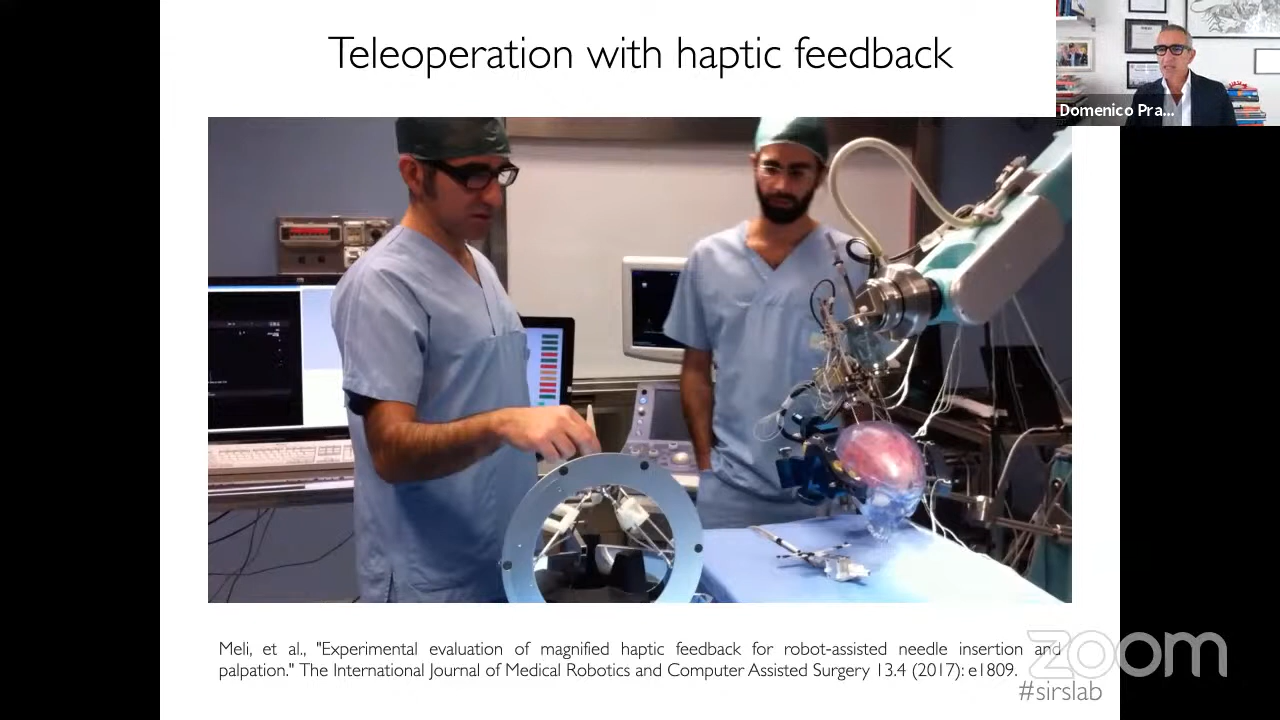 Teleoperation with haptic feedback
Domenico Pra...
Meli, et al., "Experimental evaluation of magnified haptic feedback for robot-assisted needle insertion and
palpation." The International Journal of Medical Robotics and Computer Assisted Surgery 13.4 (2017): e1809.
zoom
#sirslab